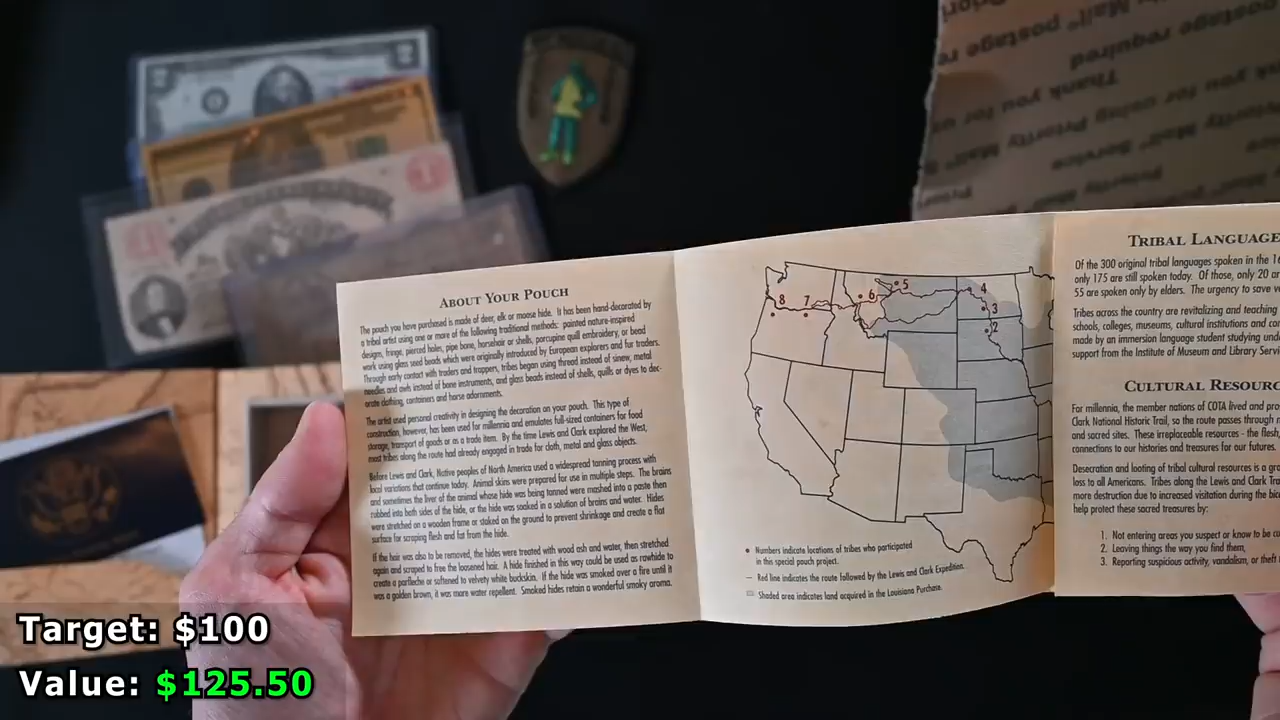 ABOUT YOUR POUCH
The pouch you have purchased is made of deer, elk or moose hide. It has been hand-decorated by
a tribal artist using one or more of the following traditional methods: painted nature-inspired
designs, fringe, pierced holes, pipe bone, horsehair or shells, porcupine quill embroidery, or bead
work using glass seed beads which were originally introduced by European explorers and fur traders.
Through early contact with traders and trappers, tribes began using thread instead of sinew, metal
needles and awls instead of bone instruments, and glass beads instead of shells, quills or dyes to dec-
orate clothing, containers and horse adornments.
The artist used personal creativity in designing the decoration on your pouch. This type of
construction, however, has been used for millennia and emulates full-sized containers for food
storage, transport of goods or as a trade item. By the time Lewis and Clark explored the West,
most tribes along the route had already engaged in trade for cloth, metal and glass objects.
Before Lewis and Clark, Native peoples of North America used a widespread tanning process with
local variations that continue today. Animal skins were prepared for use in multiple steps. The brains
and sometimes the liver of the animal whose hide was being tanned were mashed into a paste then
rubbed into both sides of the hide, or the hide was soaked in a solution of brains and water. Hides
were stretched on a wooden frame or staked on the ground to prevent shrinkage and create a flat
surface for scraping flesh and fat from the hide.
If the hair was also to be removed, the hides were treated with wood ash and water, then stretched
again and scraped to free the loosened hair. A hide finished in this way could be used as rawhide to
create a parfleche or softened to velvety white buckskin. If the hide was smoked over a fire until it
was a golden brown, it was more water repellent. Smoked hides retain a wonderful smoky aroma.
8 7 6 5 4 3 2
• Numbers indicate locations of tribes who participated
in this special pouch project.
— Red line indicates the route followed by the Lewis and Clark Expedition.
Shaded area indicates land acquired in the Louisiana Purchase.
TRIBAL LANGUAGE
Of the 300 original tribal languages spoken in the
only 175 are still spoken today. Of those, only 20 ar
55 are spoken only by elders. The urgency to save
Tribes across the country are revitalizing and teaching
schools, colleges, museums, cultural institutions and
made by an immersion language student studying
support from the Institute of Museum and Library
CULTURAL
For millennia, the member nations of COTA lived and
Clark National Historic Trail, so the route passes through
and sacred sites. These irreplaceable resources - the flesh,
connections to our histories and treasures for our futures.
Desecration and looting of tribal cultural resources is a
loss to all Americans. Tribes along the Lewis and Clark
more destruction due to increased visitation during the
help protect these sacred treasures by:
1. Not entering areas you suspect or know to be
2. Leaving things the way you find them,
3. Reporting suspicious activity, vandalism, or theft
Thank you for using
Priority Mail® Service
postage required
Target: $100
Value: $125.50